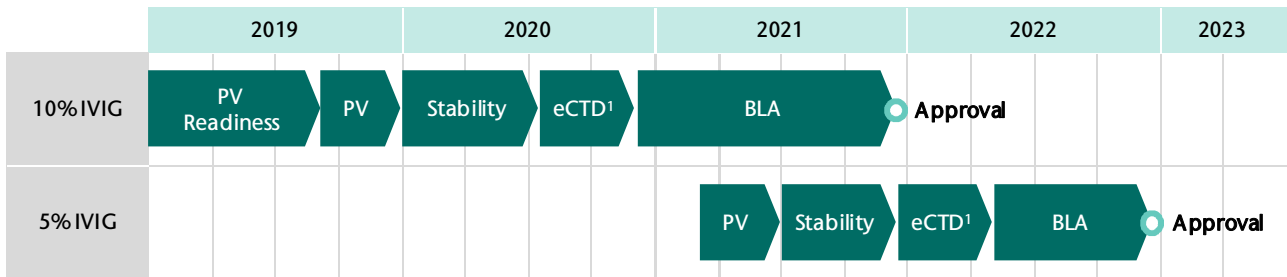 2019 2020 2021 2022 2023
10% IVIG
PV
Readiness
PV
Stability
eCTD¹
BLA
Approval
5% IVIG
PV
Stability
eCTD¹
BLA
Approval